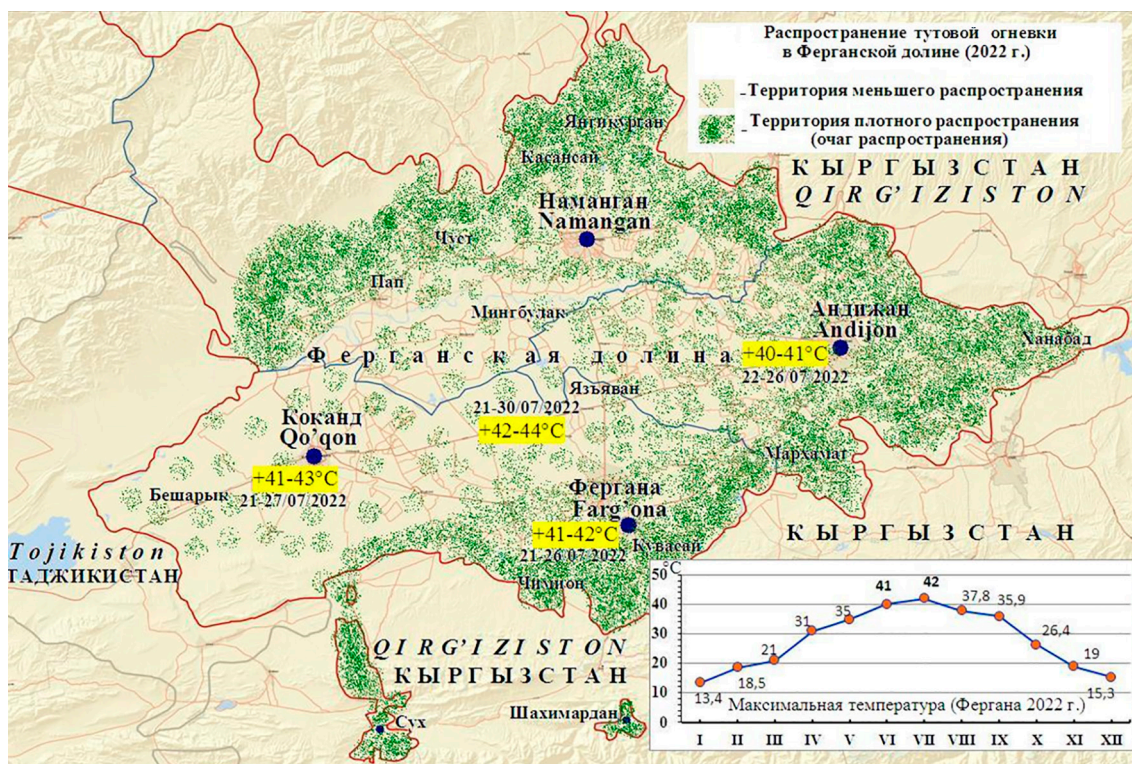 Распространение тутовой огневки
в Ферганской долине (2022 г.)
-Территория меньшего распространения
- Территория плотного распространения
(очаг распространения)
КЫРГЫЗСТАН
QIRG'IZISTON
Янгикурган
Касансай
Наманган
Namangan
Чуст
Пап
Мингбулак
Андижан
Andijon
Ханабад
Ферганская долина
+40-41°C
22-26/07/2022
Язъяван
21-30/07/2022
+42-44°C
Коканд
Qo'qon
+41-43°C
21-27/07/2022
Бешарык
Мархамат
Фергана
Farg ona
+41-42°C
21-26/07/2022
Кувасай
КЫРГЫЗСТАН
Tojikiston
ТАДЖИКИСТАН
Чимион
QIRG'IZISTON
КЫРГЫЗСТАН
Сух
Шахимардан
°C
50
40
30
20
10
0
13,4
18,5
21
31
35
41
42
37,8
35,9
26,4
19
15,3
Максимальная температура (Фергана 2022 г.)
I II III IV V VI VII VIII IX X XI XII